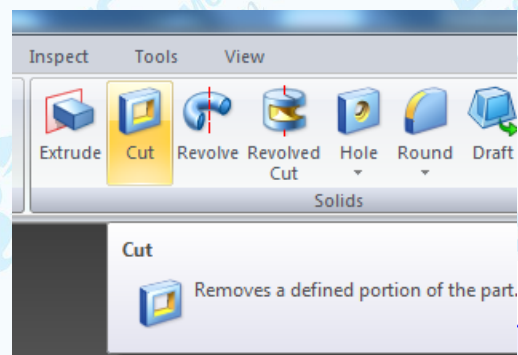 Inspect Tools View
Extrude Cut Revolve Revolved Cut Hole Round Draft
Solids
Cut
Removes a defined portion of the part.